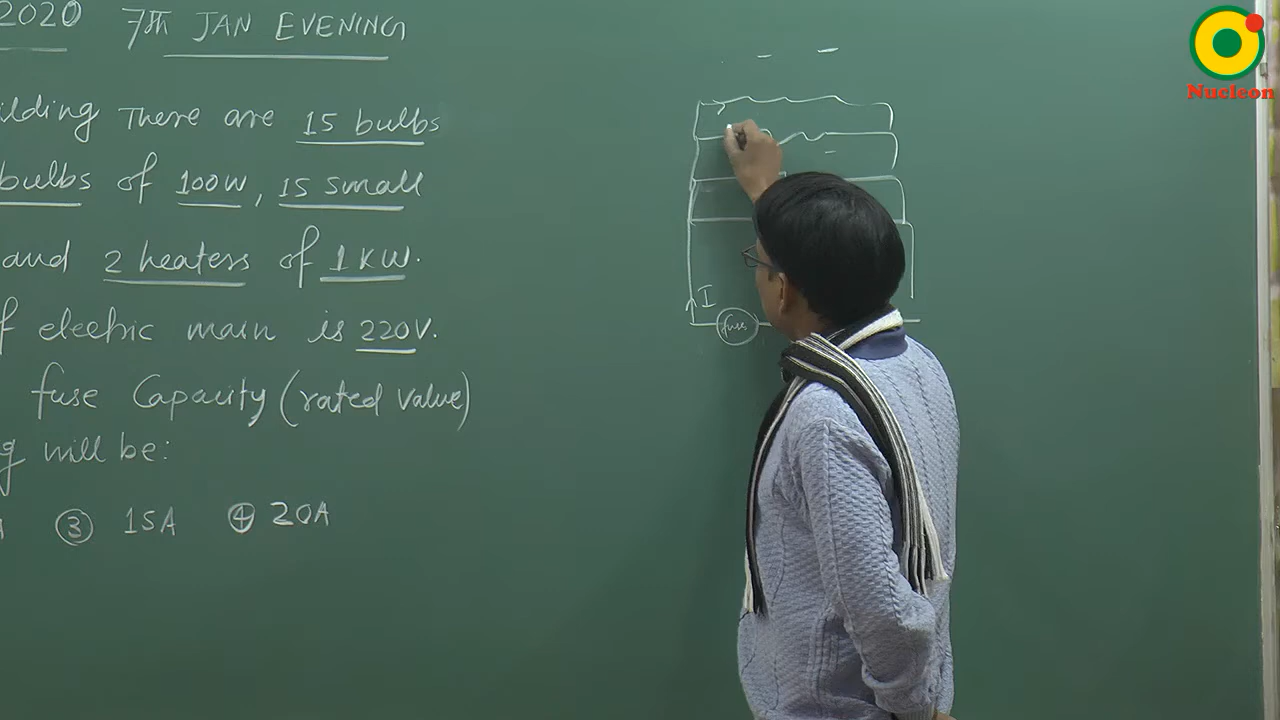 2020 7th JAN EVENING
ilding There are 15 bulbs
bulbs of 100W, 15 small
and 2 heaters of 1KW.
f electric main is 220V.
fuse Capacity (rated value)
g will be:
A ③ 15A ④ 20A
I
fuse
Nucleon